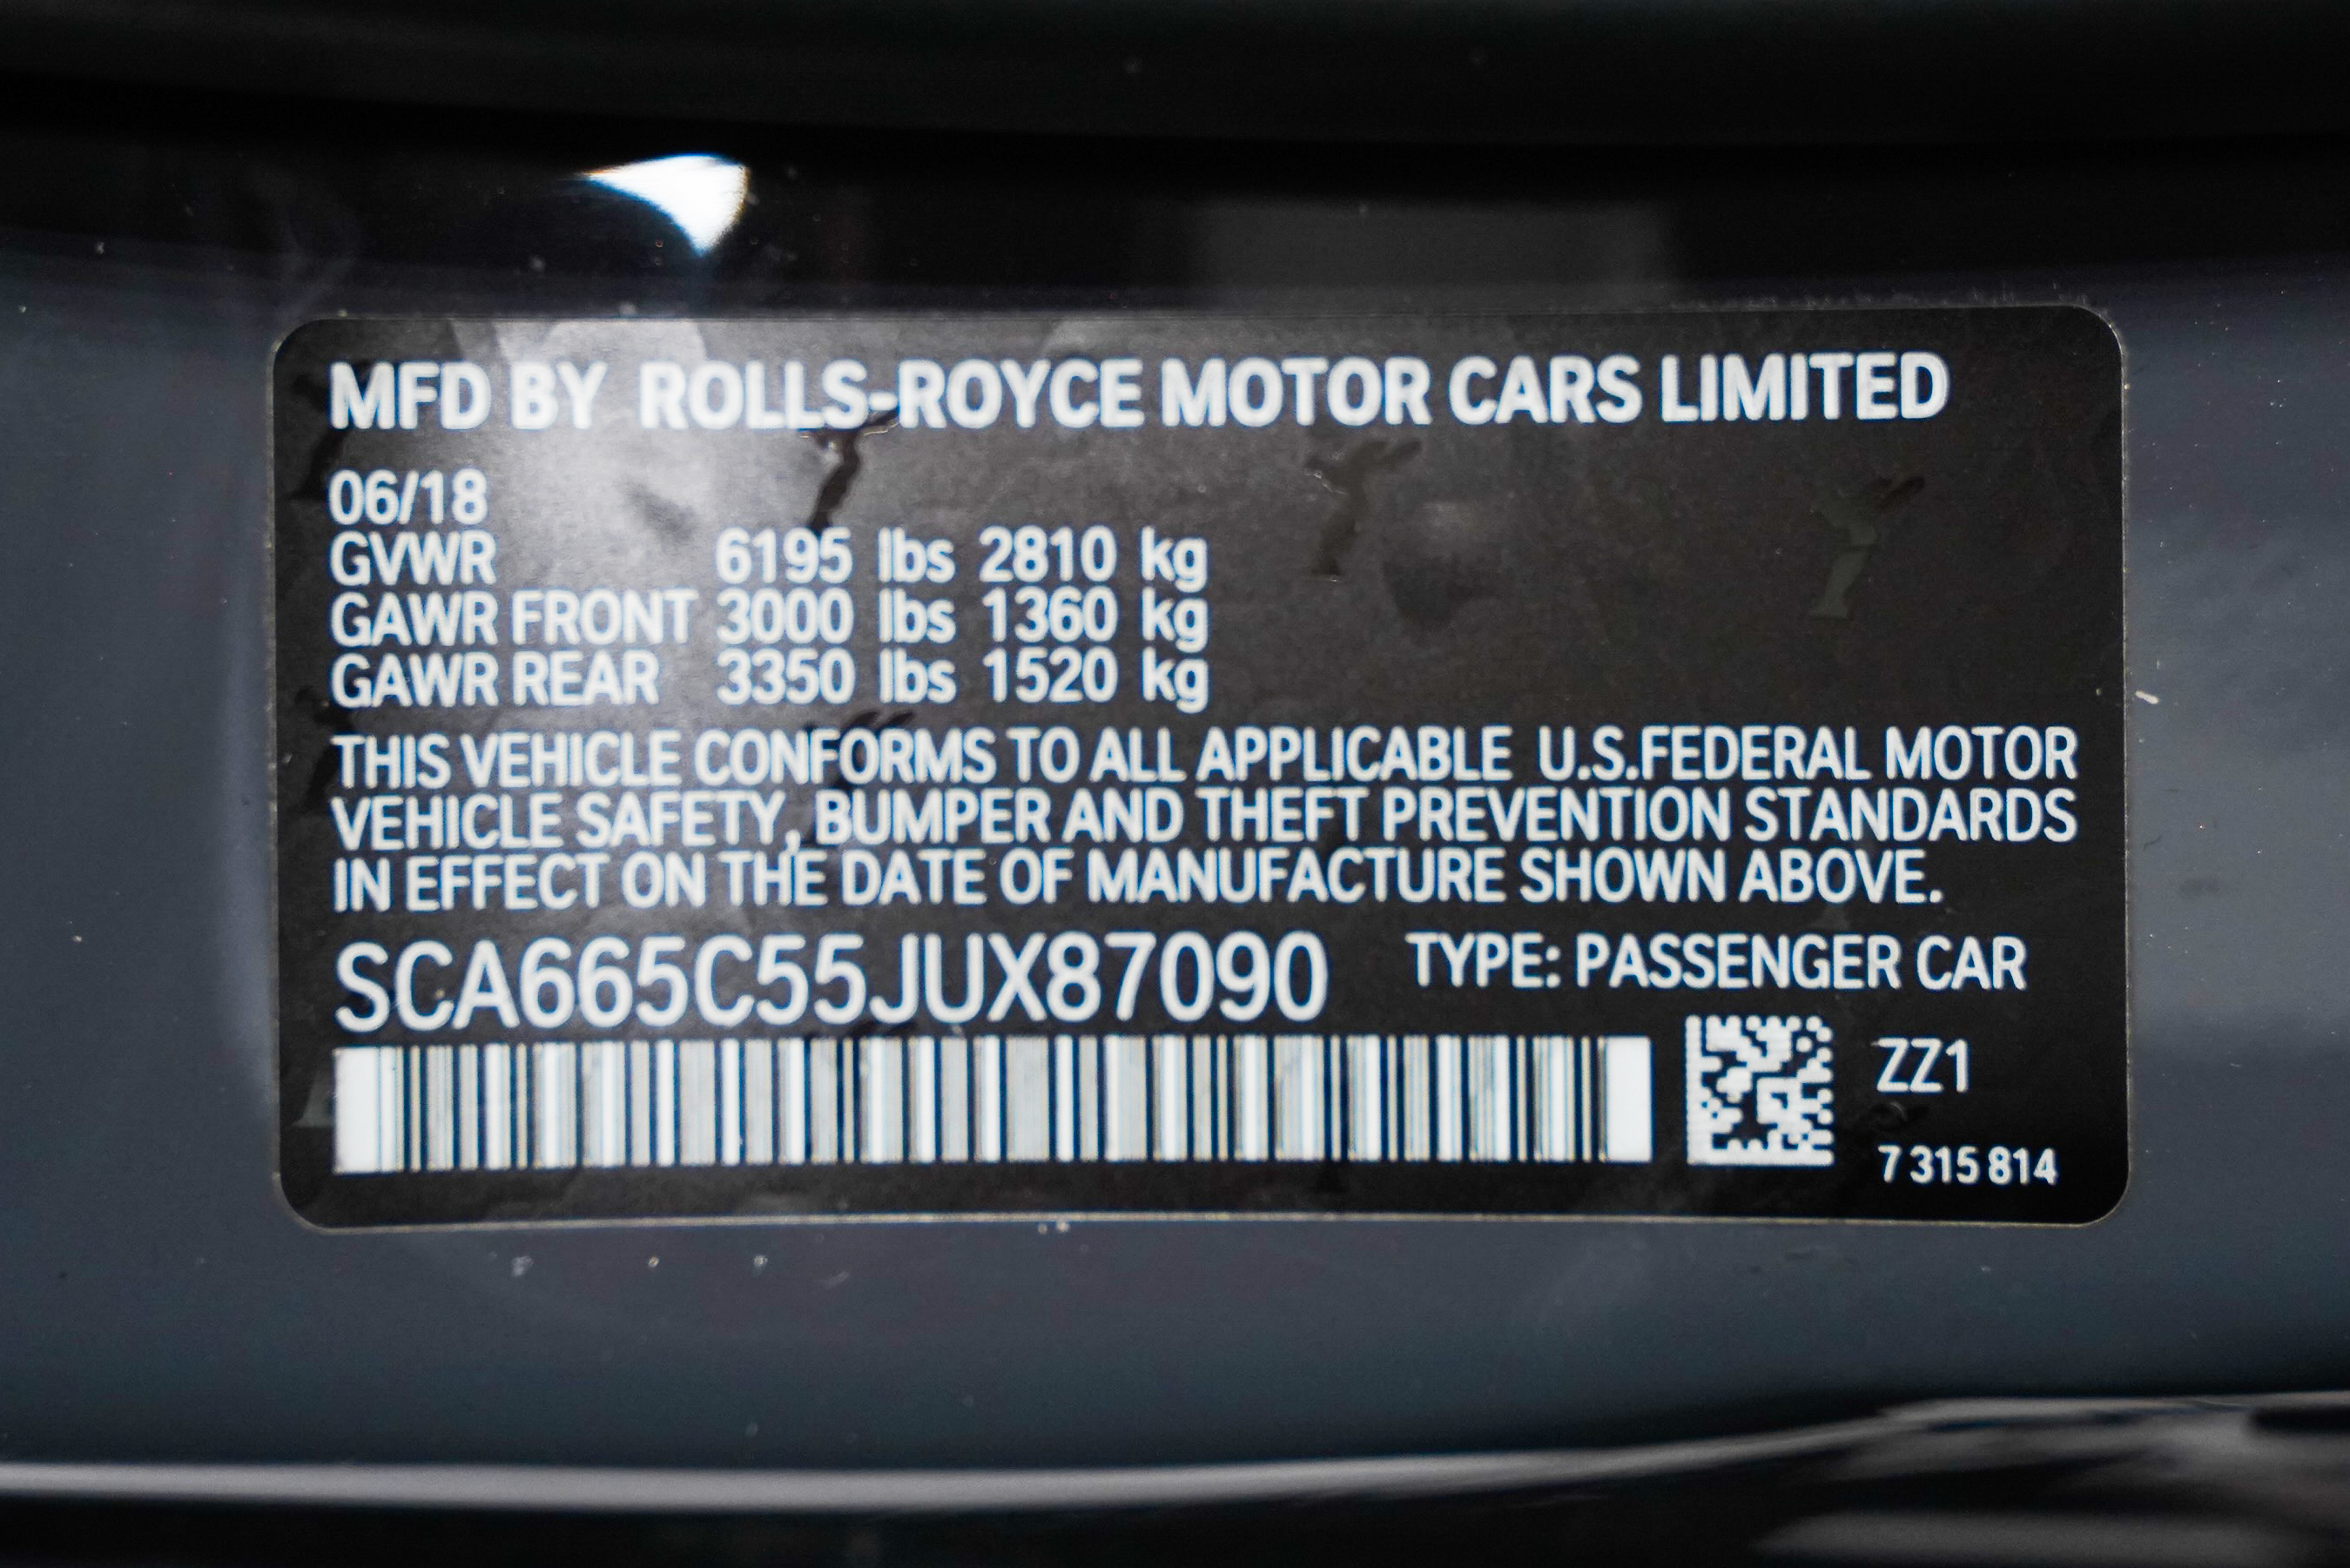 MFD BY ROLLS-ROYCE MOTOR CARS LIMITED
06/18
GVWR 6195 lbs 2810 kg
GAWR FRONT 3000 lbs 1360 kg
GAWR REAR 3350 lbs 1520 kg
THIS VEHICLE CONFORMS TO ALL APPLICABLE U.S.FEDERAL MOTOR
VEHICLE SAFETY, BUMPER AND THEFT PREVENTION STANDARDS
IN EFFECT ON THE DATE OF MANUFACTURE SHOWN ABOVE.
SCA665C55JUX87090 TYPE: PASSENGER CAR
ZZ1
7 315 814